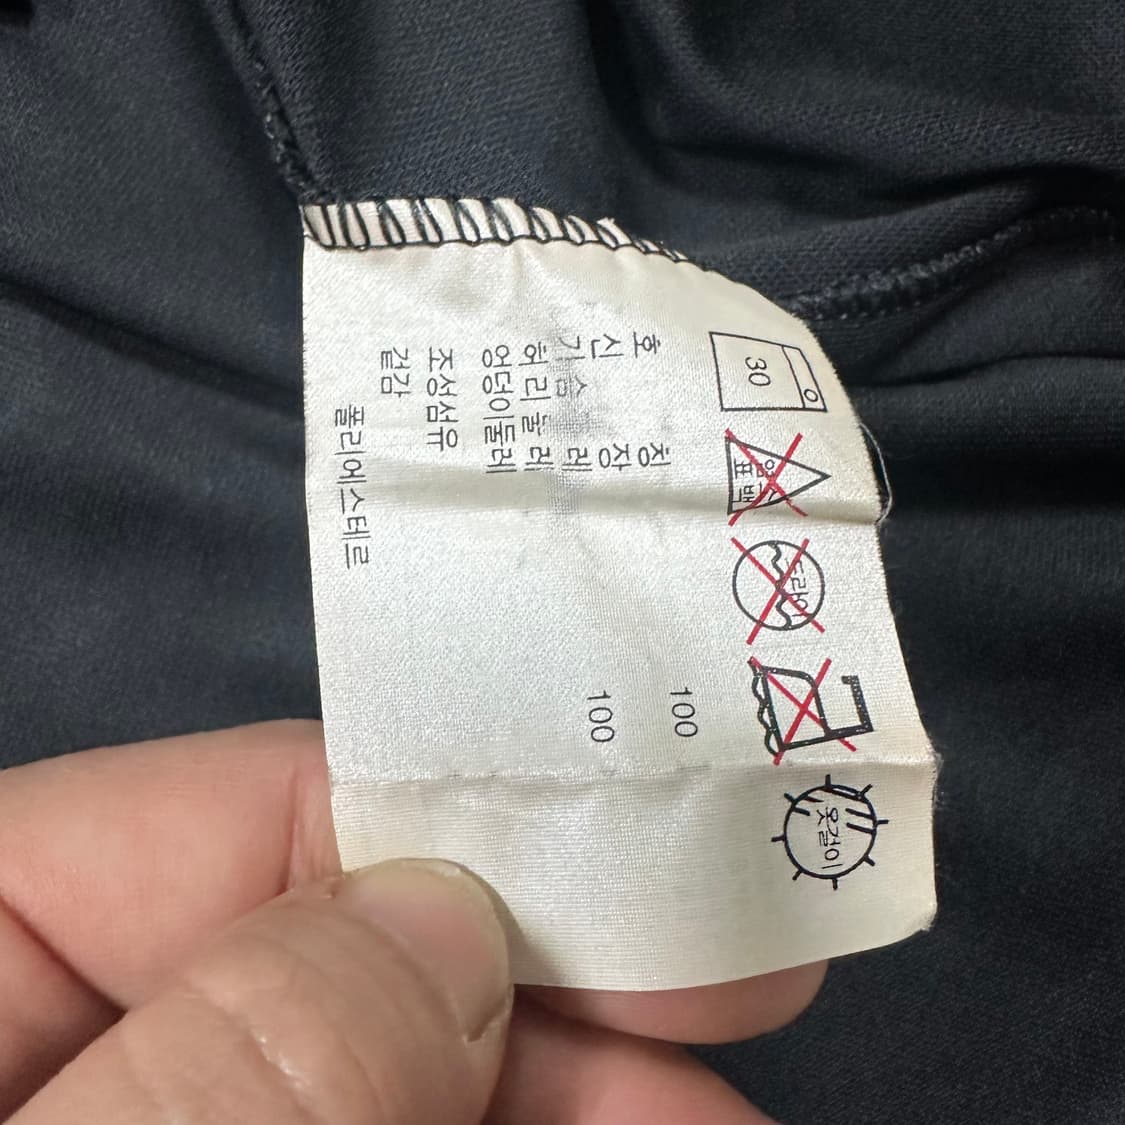 30
염소
표백
드라이
옷걸이
호 칭 100
신 장
가슴 레 100
허리둘레
엉덩이둘레
조성섬유
겉감
폴리에스테르